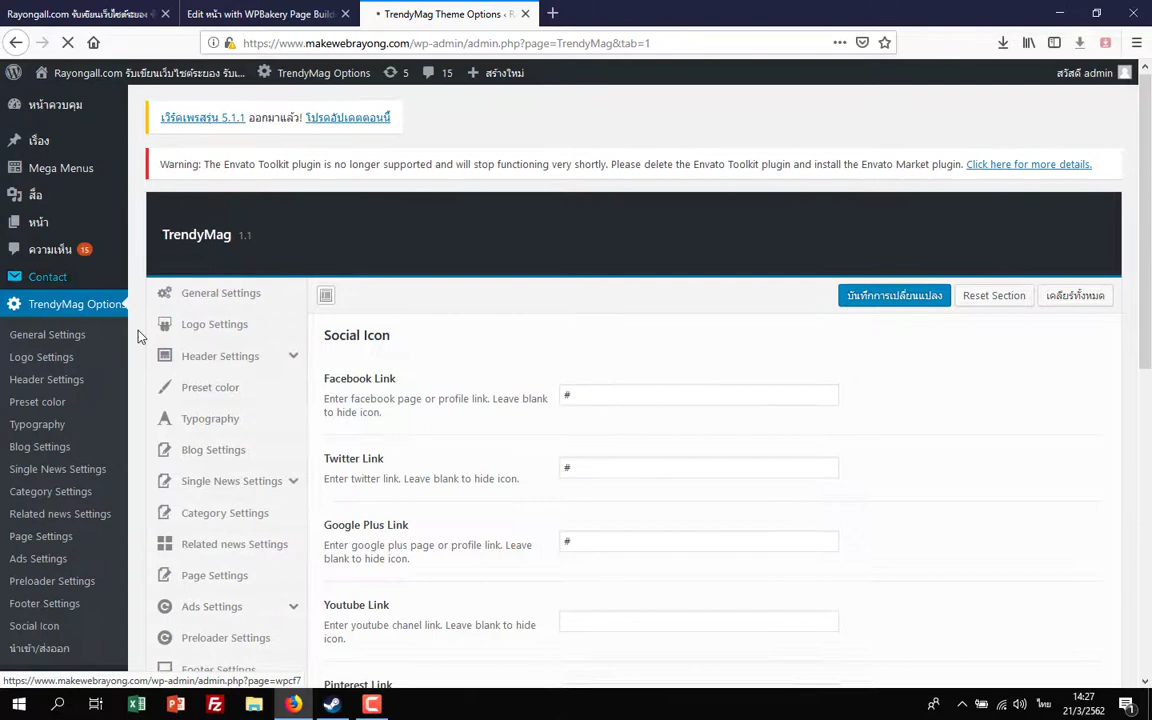 Rayongall.com รับเขียนเว็บไซต์ระยอง
Edit หน้า with WPBakery Page Build
TrendyMag Theme Options ‹ R
https://www.makewebrayong.com/wp-admin/admin.php?page=TrendyMag&tab=1
Rayongall.com รับเขียนเว็บไซต์ระยอง รับเ...
TrendyMag Options
5
15
สร้างใหม่
สวัสดี admin
หน้าควบคุม
เรื่อง
Mega Menus
สื่อ
หน้า
ความเห็น 15
Contact
TrendyMag Options
General Settings
Logo Settings
Header Settings
Preset color
Typography
Blog Settings
Single News Settings
Category Settings
Related news Settings
Page Settings
Ads Settings
Preloader Settings
Footer Settings
Social Icon
นำเข้า/ส่งออก
เวิร์ดเพรสรุ่น 5.1.1 ออกมาแล้ว! โปรดอัปเดตตอนนี้
Warning: The Envato Toolkit plugin is no longer supported and will stop functioning very shortly. Please delete the Envato Toolkit plugin and install the Envato Market plugin. Click here for more details.
TrendyMag 1.1
General Settings
Logo Settings
Header Settings
Preset color
Typography
Blog Settings
Single News Settings
Category Settings
Related news Settings
Page Settings
Ads Settings
Preloader Settings
Footer Settings
บันทึกการเปลี่ยนแปลง
Reset Section
เคลียร์ทั้งหมด
Social Icon
Facebook Link
Enter facebook page or profile link. Leave blank
to hide icon.
#
Twitter Link
Enter twitter link. Leave blank to hide icon.
#
Google Plus Link
Enter google plus page or profile link. Leave
blank to hide icon.
#
Youtube Link
Enter youtube chanel link. Leave blank to hide
icon.
Pinterest Link
https://www.makewebrayong.com/wp-admin/admin.php?page=wpcf7
ไทย
14:27
21/3/2562
1